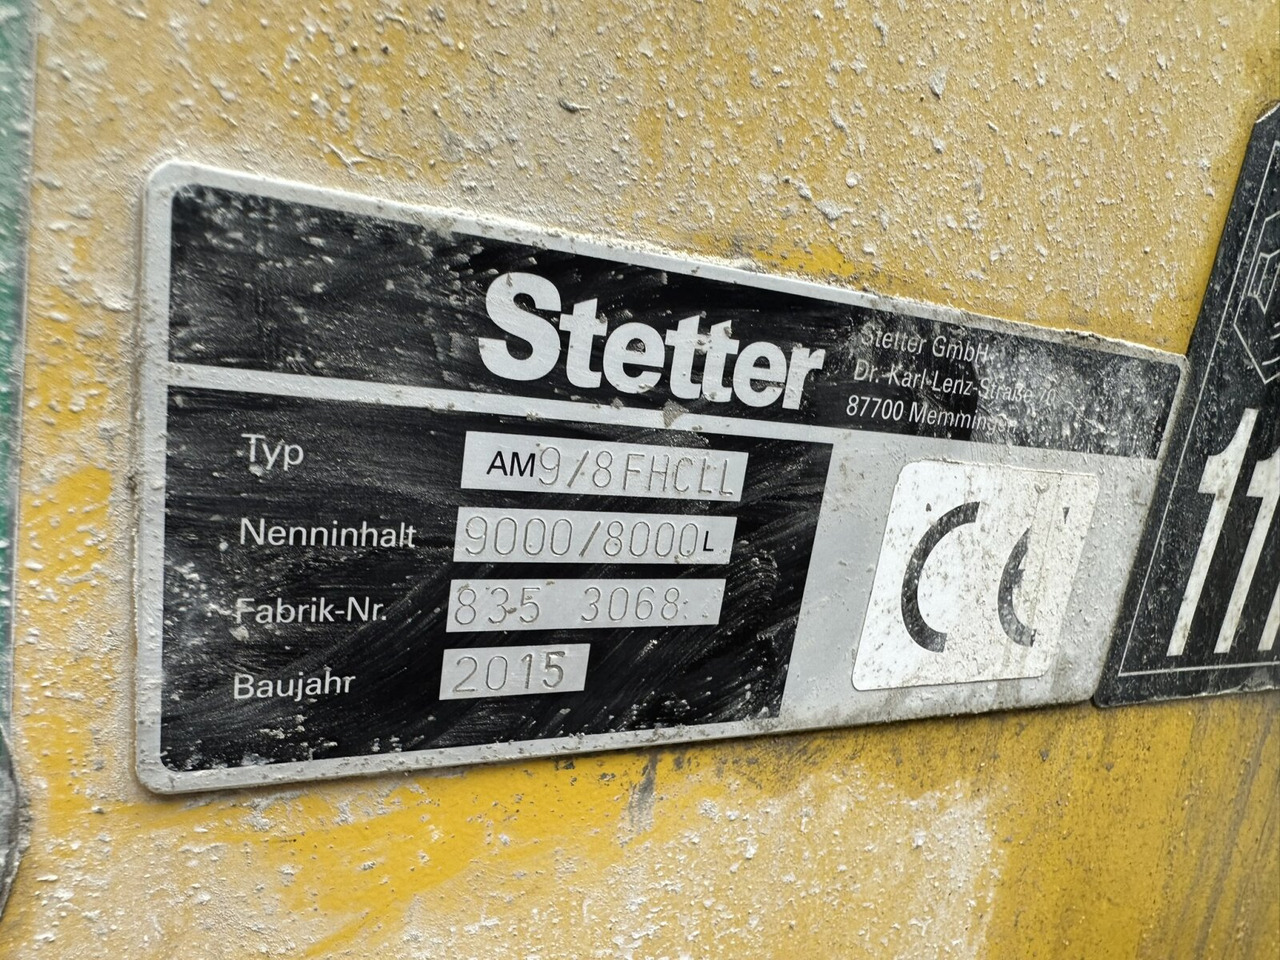 Stetter
Stetter GmbH
Dr.-Karl-Lenz-Straße 70
87700 Memmingen
Typ AM9/8FHCLL
Nenninhalt 9000/8000L
Fabrik-Nr. 835 3068
Baujahr 2015
CE